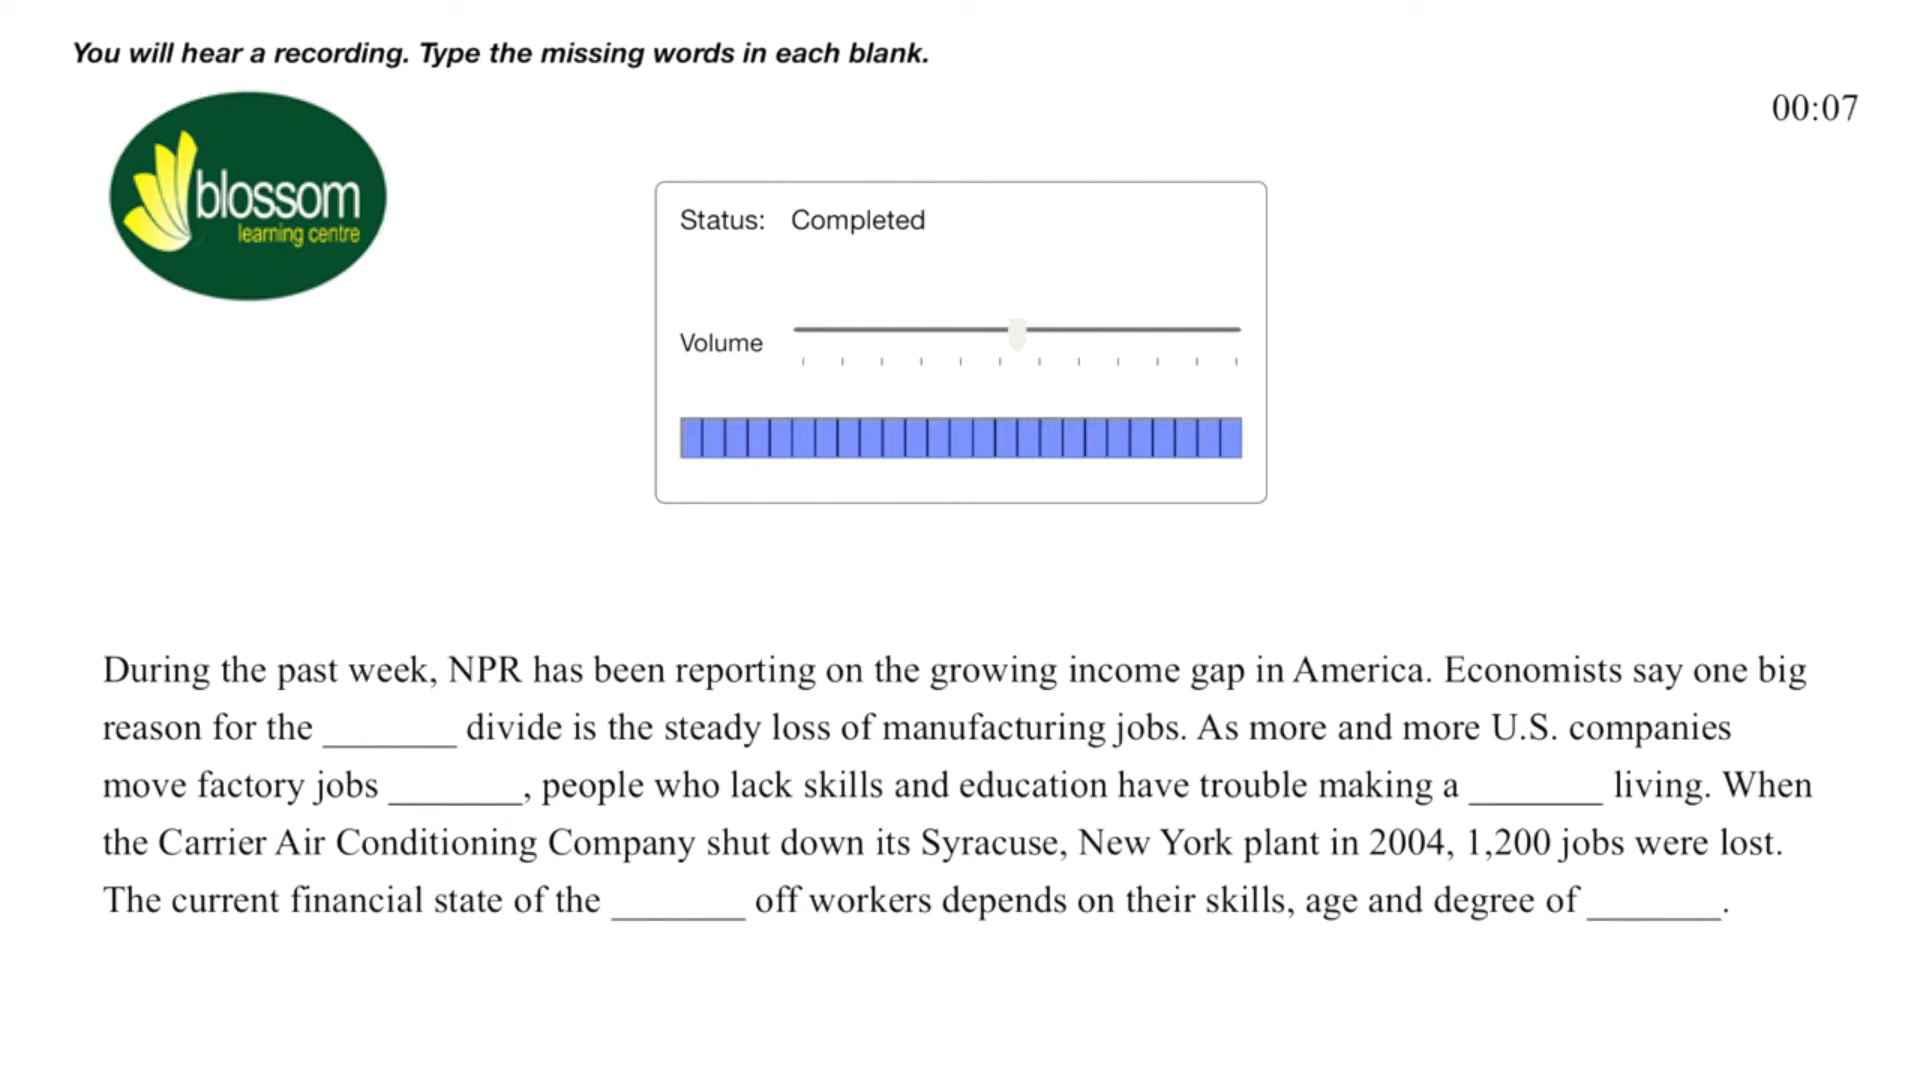 You will hear a recording. Type the missing words in each blank.
00:07
blossom
learning centre
Status: Completed
Volume
During the past week, NPR has been reporting on the growing income gap in America. Economists say one big
reason for the _______ divide is the steady loss of manufacturing jobs. As more and more U.S. companies
move factory jobs _______, people who lack skills and education have trouble making a _______ living. When
the Carrier Air Conditioning Company shut down its Syracuse, New York plant in 2004, 1,200 jobs were lost.
The current financial state of the _______ off workers depends on their skills, age and degree of _______.